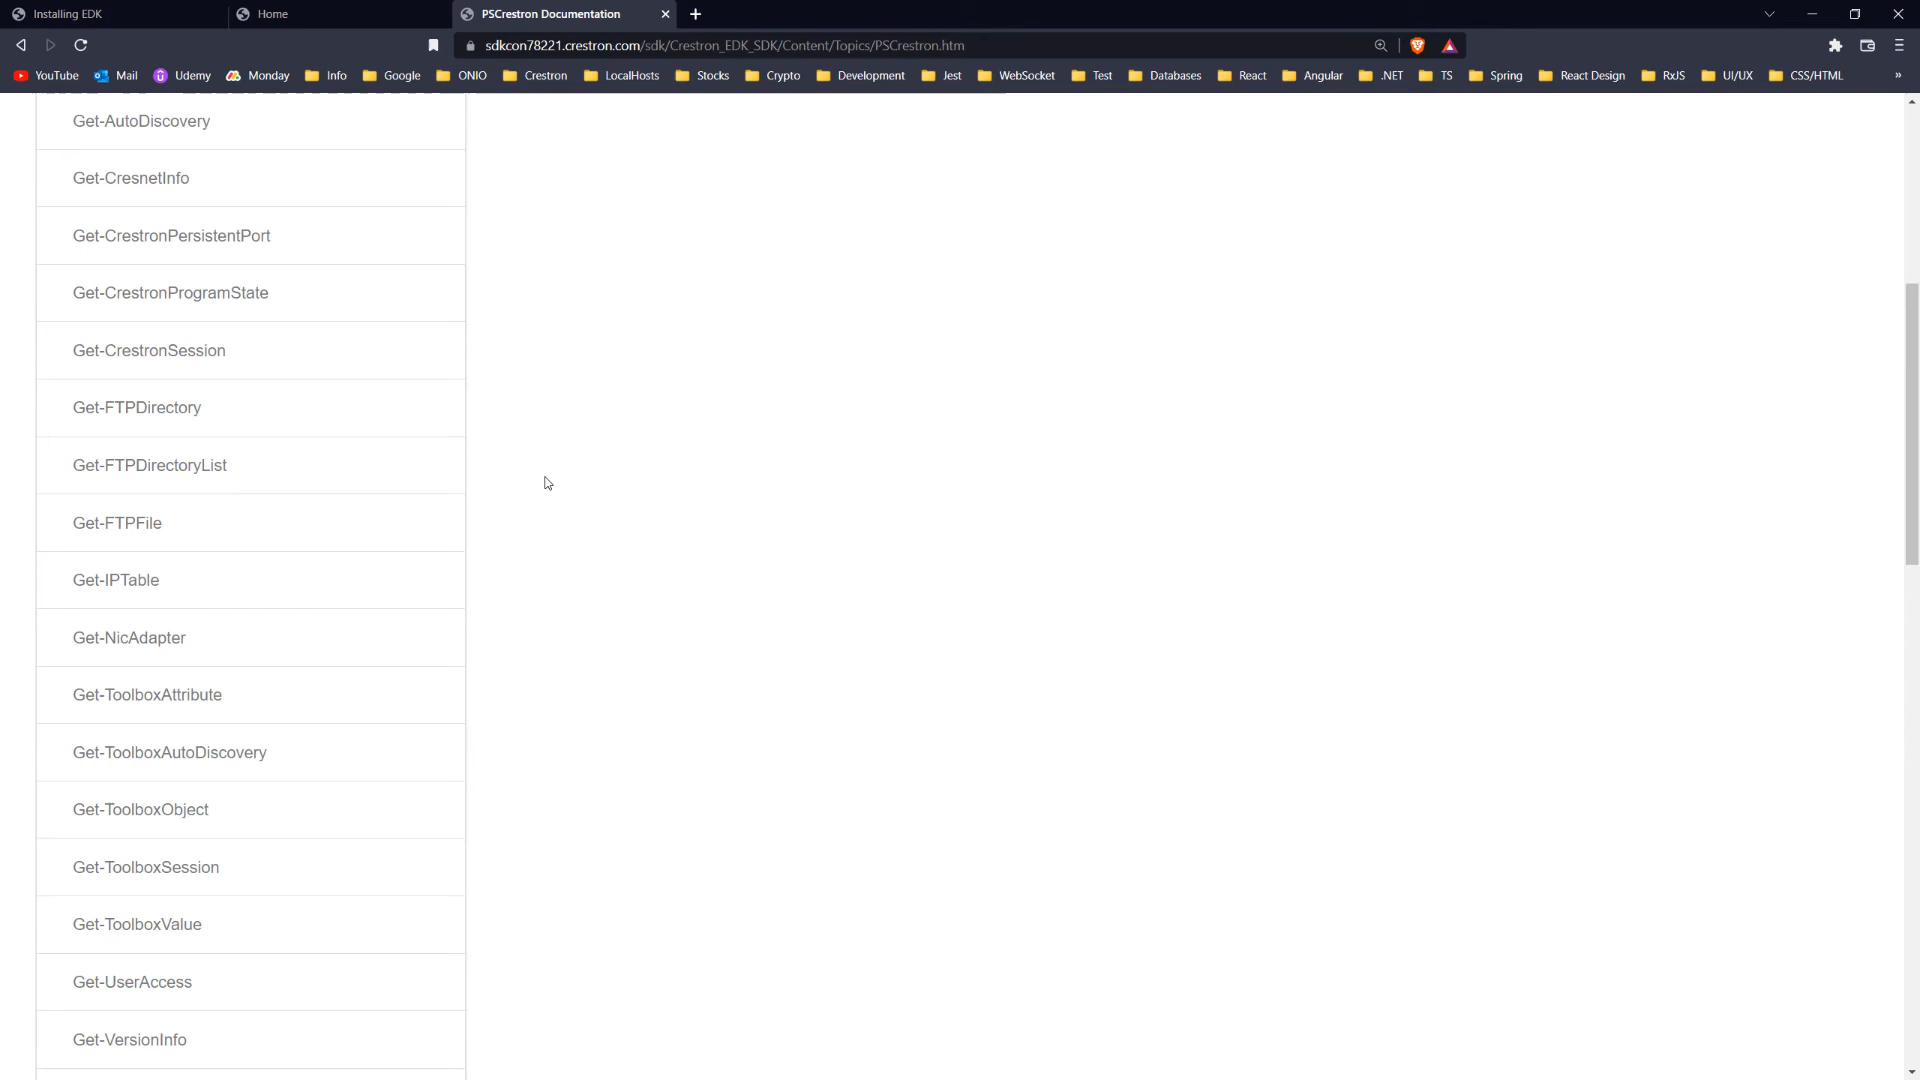 Installing EDK
Home
PSCrestron Documentation
sdkcon78221.crestron.com/sdk/Crestron_EDK_SDK/Content/Topics/PSCrestron.htm
YouTube Mail Udemy Monday Info Google ONIO Crestron LocalHosts Stocks Crypto Development Jest WebSocket Test Databases React Angular .NET TS Spring React Design RxJS UI/UX CSS/HTML »
Get-AutoDiscovery
Get-CresnetInfo
Get-CrestronPersistentPort
Get-CrestronProgramState
Get-CrestronSession
Get-FTPDirectory
Get-FTPDirectoryList
Get-FTPFile
Get-IPTable
Get-NicAdapter
Get-ToolboxAttribute
Get-ToolboxAutoDiscovery
Get-ToolboxObject
Get-ToolboxSession
Get-ToolboxValue
Get-UserAccess
Get-VersionInfo